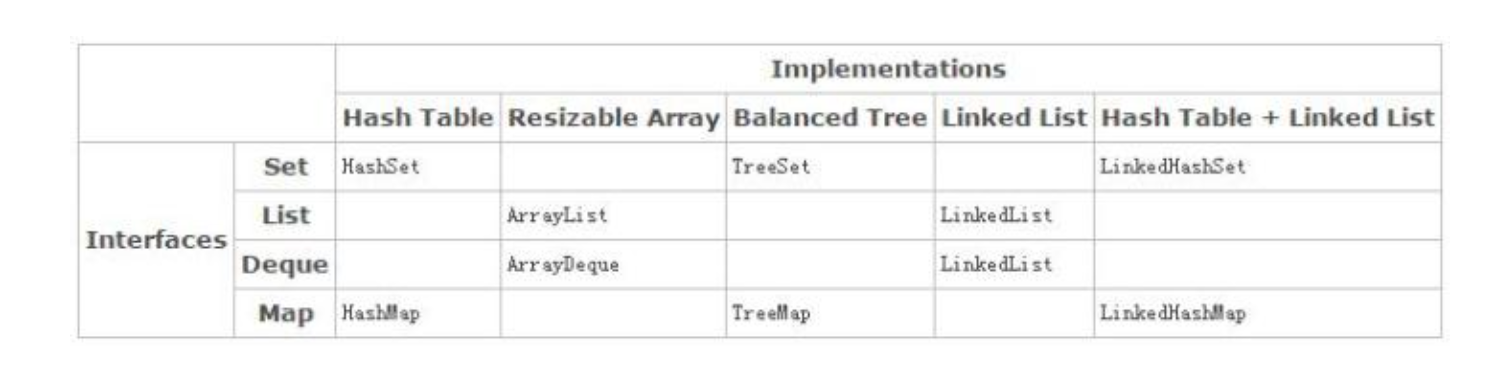 Implementations
Hash Table Resizable Array Balanced Tree Linked List Hash Table + Linked List
Interfaces
Set HashSet TreeSet LinkedHashSet
List ArrayList LinkedList
Deque ArrayDeque LinkedList
Map HashMap TreeMap LinkedHashMap